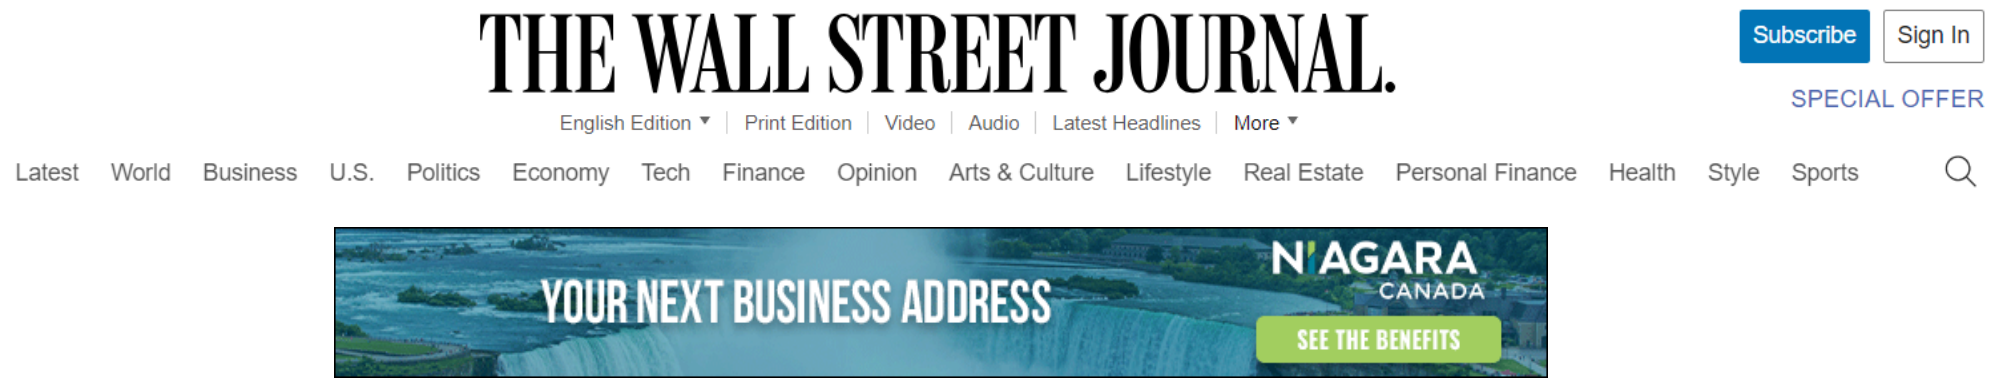 THE WALL STREET JOURNAL.
Subscribe
Sign In
SPECIAL OFFER
English Edition Print Edition Video Audio Latest Headlines More
Latest World Business U.S. Politics Economy Tech Finance Opinion Arts & Culture Lifestyle Real Estate Personal Finance Health Style Sports
YOUR NEXT BUSINESS ADDRESS
NIAGARA
CANADA
SEE THE BENEFITS